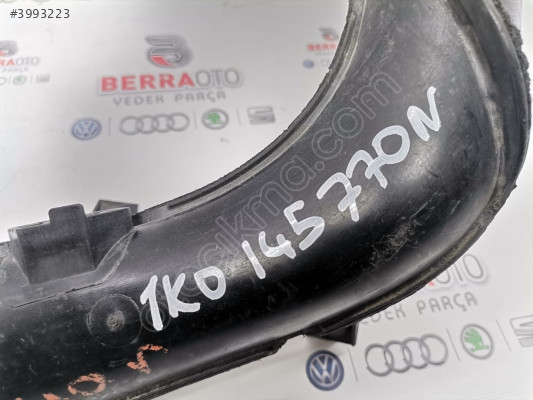 #3993223
BERRAOTO
YEDEK PARÇA
1K0 145770N